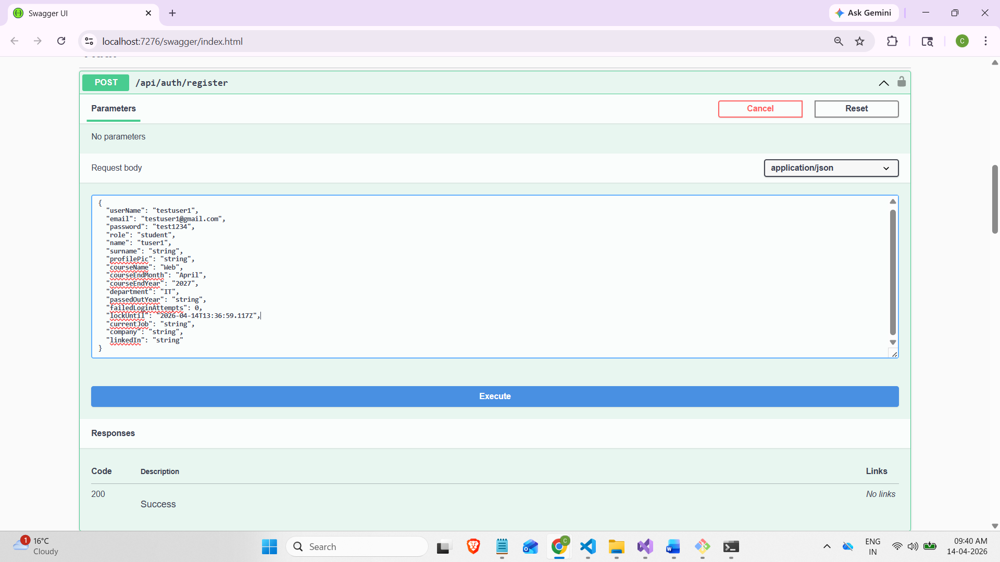 Swagger UI
Ask Gemini
localhost:7276/swagger/index.html
C
POST /api/auth/register
Parameters
Cancel
Reset
No parameters
Request body
application/json
{
"userName": "testuser1",
"email": "testuser1@gmail.com",
"password": "test1234",
"role": "student",
"name": "tuser1",
"surname": "string",
"profilePic": "string",
"courseName": "Web",
"courseEndMonth": "April",
"courseEndYear": "2027",
"department": "IT",
"passedOutYear": "string",
"failedLoginAttempts": 0,
"lockUntil": "2026-04-14T13:36:59.117Z",
"currentJob": "string",
"company": "string",
"linkedIn": "string"
}
Execute
Responses
Code Description Links
200 Success No links
1
16°C
Cloudy
Search
C
ENG
IN
09:40 AM
14-04-2026